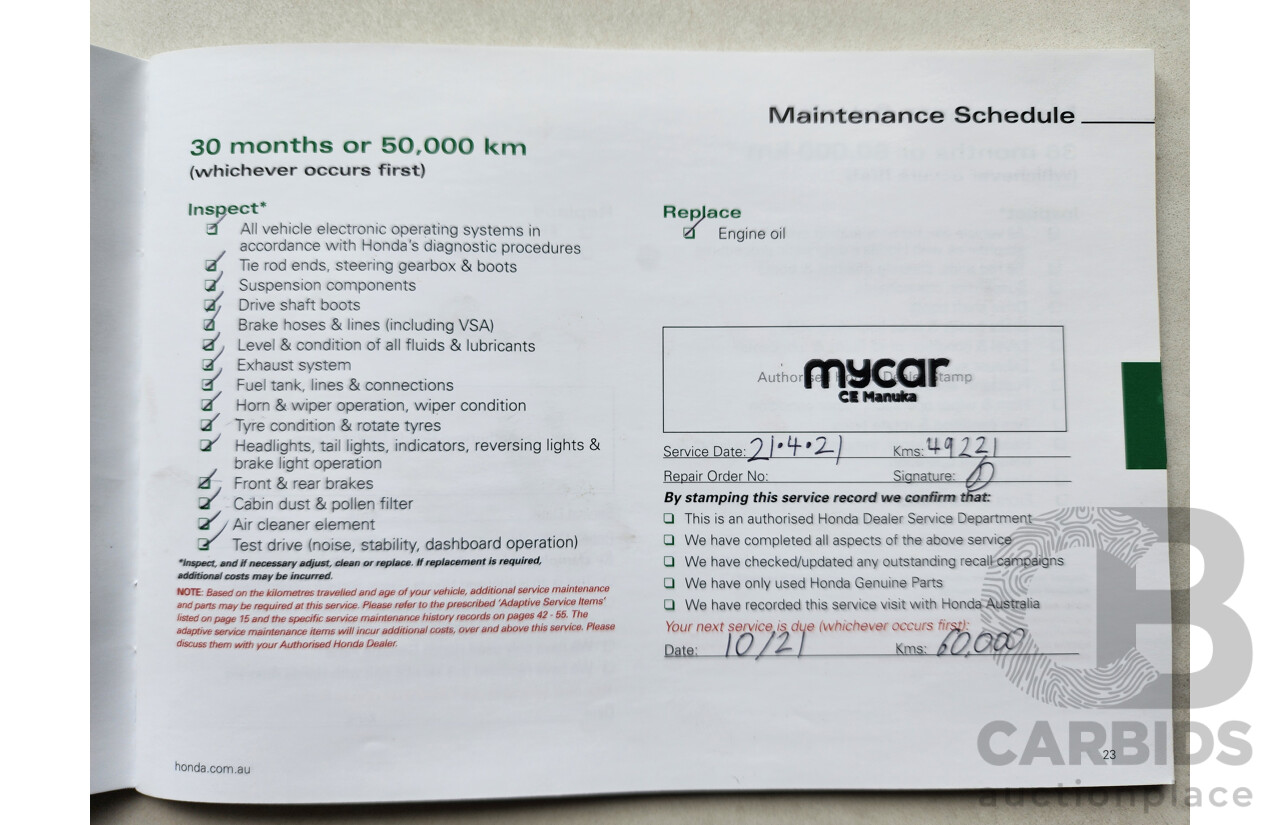 Maintenance Schedule
30 months or 50,000 km
(whichever occurs first)
Inspect*
All vehicle electronic operating systems in
accordance with Honda's diagnostic procedures
Tie rod ends, steering gearbox & boots
Suspension components
Drive shaft boots
Brake hoses & lines (including VSA)
Level & condition of all fluids & lubricants
Exhaust system
Fuel tank, lines & connections
Horn & wiper operation, wiper condition
Tyre condition & rotate tyres
Headlights, tail lights, indicators, reversing lights &
brake light operation
Front & rear brakes
Cabin dust & pollen filter
Air cleaner element
Test drive (noise, stability, dashboard operation)
*Inspect, and if necessary adjust, clean or replace. If replacement is required,
additional costs may be incurred.
NOTE: Based on the kilometres travelled and age of your vehicle, additional service maintenance
and parts may be required at this service. Please refer to the prescribed 'Adaptive Service Items'
listed on page 15 and the specific service maintenance history records on pages 42 - 55. The
adaptive service maintenance items will incur additional costs, over and above this service. Please
discuss them with your Authorised Honda Dealer.
honda.com.au
Replace
Engine oil
mycar
Stamp
CE Manuka
Service Date: 21.4.21 Kms: 49221
Repair Order No: Signature:
By stamping this service record we confirm that:
This is an authorised Honda Dealer Service Department
We have completed all aspects of the above service
We have checked/updated any outstanding recall campaigns
We have only used Honda Genuine Parts
We have recorded this service visit with Honda Australia
Your next service is due (whichever occurs first):
Date: 10/21 Kms: 60,000
23
CARBIDS
auctionplace